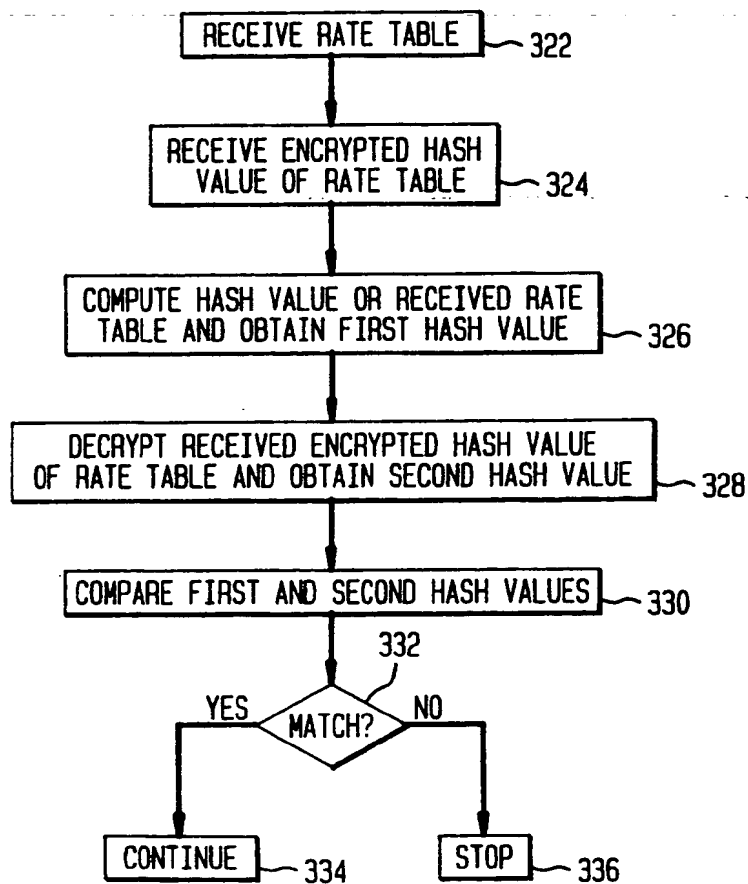 RECEIVE RATE TABLE
322
RECEIVE ENCRYPTED HASH
VALUE OF RATE TABLE
324
COMPUTE HASH VALUE OR RECEIVED RATE
TABLE AND OBTAIN FIRST HASH VALUE
326
DECRYPT RECEIVED ENCRYPTED HASH VALUE
OF RATE TABLE AND OBTAIN SECOND HASH VALUE
328
COMPARE FIRST AND SECOND HASH VALUES
330
332
YES
MATCH?
NO
CONTINUE
334
STOP
336